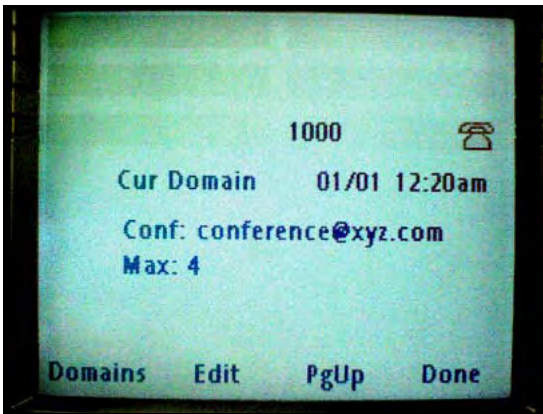 1000
Cur Domain 01/01 12:20am
Conf: conference@xyz.com
Max: 4
Domains Edit PgUp Done